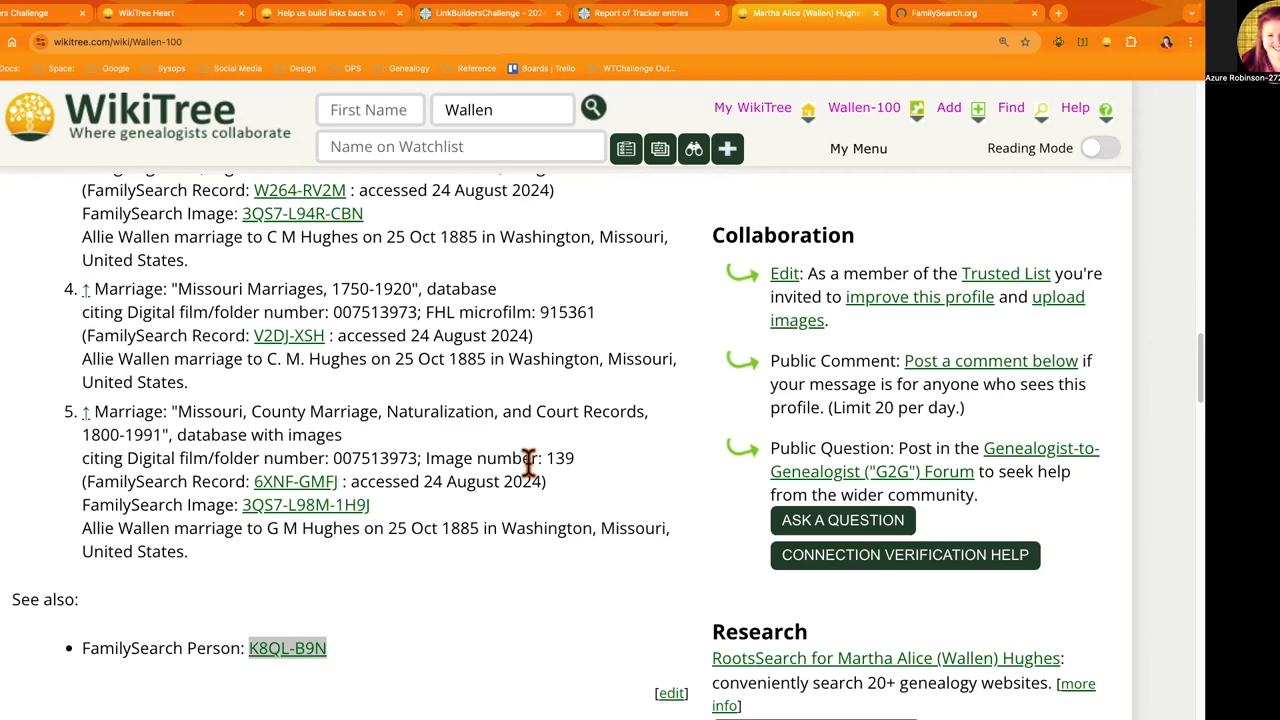 ers Challenge
WikiTree Heart
Help us build links back to W
LinkBuildersChallenge - 202
Report of Tracker entries
Martha Alice (Wallen) Hughe
FamilySearch.org
wikitree.com/wiki/Wallen-100
Docs:
Space:
Google
Sysops
Social Media
Design
OPS
Genealogy
Reference
Boards | Trello
WTChallenge Out...
WikiTree
Where genealogists collaborate
First Name
Wallen
Name on Watchlist
My WikiTree
Wallen-100
Add
Find
Help
My Menu
Reading Mode
Azure Robinson-272
(FamilySearch Record: W264-RV2M : accessed 24 August 2024)
FamilySearch Image: 3QS7-L94R-CBN
Allie Wallen marriage to C M Hughes on 25 Oct 1885 in Washington, Missouri,
United States.
4. ↑ Marriage: "Missouri Marriages, 1750-1920", database
citing Digital film/folder number: 007513973; FHL microfilm: 915361
(FamilySearch Record: V2DJ-XSH : accessed 24 August 2024)
Allie Wallen marriage to C. M. Hughes on 25 Oct 1885 in Washington, Missouri,
United States.
5. ↑ Marriage: "Missouri, County Marriage, Naturalization, and Court Records,
1800-1991", database with images
citing Digital film/folder number: 007513973; Image number: 139
(FamilySearch Record: 6XNF-GMFJ : accessed 24 August 2024)
FamilySearch Image: 3QS7-L98M-1H9J
Allie Wallen marriage to G M Hughes on 25 Oct 1885 in Washington, Missouri,
United States.
See also:
• FamilySearch Person: K8QL-B9N
[edit]
Collaboration
Edit: As a member of the Trusted List you're
invited to improve this profile and upload
images.
Public Comment: Post a comment below if
your message is for anyone who sees this
profile. (Limit 20 per day.)
Public Question: Post in the Genealogist-to-
Genealogist ("G2G") Forum to seek help
from the wider community.
ASK A QUESTION
CONNECTION VERIFICATION HELP
Research
RootsSearch for Martha Alice (Wallen) Hughes:
conveniently search 20+ genealogy websites. [more
info]